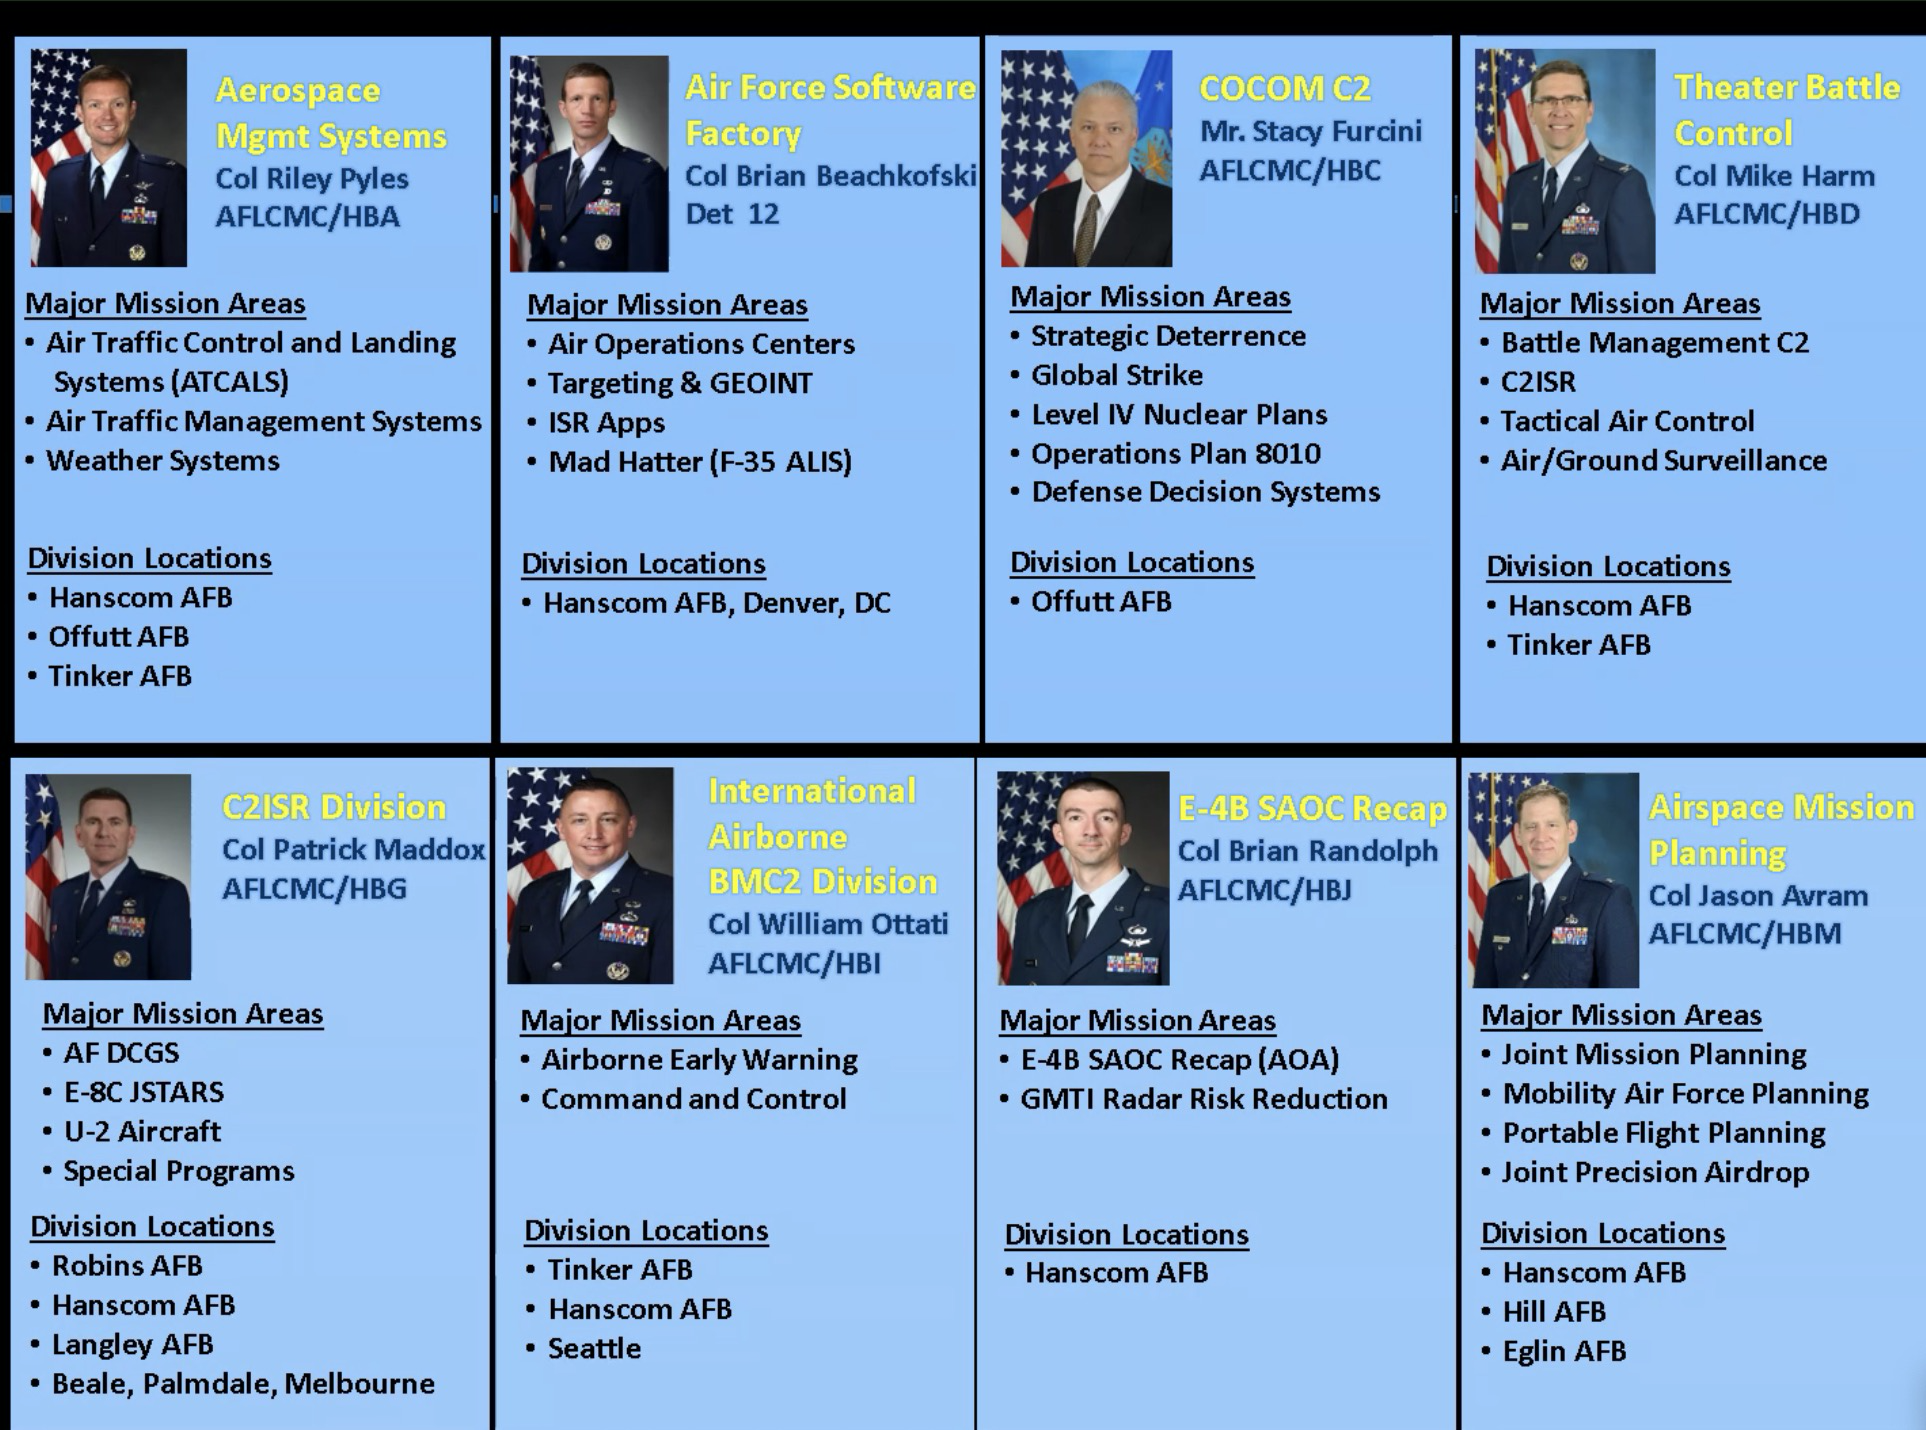 Aerospace
Mgmt Systems
Col Riley Pyles
AFLCMC/HBA
Major Mission Areas
• Air Traffic Control and Landing
Systems (ATCALS)
• Air Traffic Management Systems
• Weather Systems
Division Locations
• Hanscom AFB
• Offutt AFB
• Tinker AFB
Air Force Software
Factory
Col Brian Beachkofski
Det 12
Major Mission Areas
• Air Operations Centers
• Targeting & GEOINT
• ISR Apps
• Mad Hatter (F-35 ALIS)
Division Locations
• Hanscom AFB, Denver, DC
COCOM C2
Mr. Stacy Furcini
AFLCMC/HBC
Major Mission Areas
• Strategic Deterrence
• Global Strike
• Level IV Nuclear Plans
• Operations Plan 8010
• Defense Decision Systems
Division Locations
• Offutt AFB
Theater Battle
Control
Col Mike Harm
AFLCMC/HBD
Major Mission Areas
• Battle Management C2
• C2ISR
• Tactical Air Control
• Air/Ground Surveillance
Division Locations
• Hanscom AFB
• Tinker AFB
C2ISR Division
Col Patrick Maddox
AFLCMC/HBG
Major Mission Areas
• AF DCGS
• E-8C JSTARS
• U-2 Aircraft
• Special Programs
Division Locations
• Robins AFB
• Hanscom AFB
• Langley AFB
• Beale, Palmdale, Melbourne
International
Airborne
BMC2 Division
Col William Ottati
AFLCMC/HBI
Major Mission Areas
• Airborne Early Warning
• Command and Control
Division Locations
• Tinker AFB
• Hanscom AFB
• Seattle
E-4B SAOC Recap
Col Brian Randolph
AFLCMC/HBJ
Major Mission Areas
• E-4B SAOC Recap (AOA)
• GMTI Radar Risk Reduction
Division Locations
• Hanscom AFB
Airspace Mission
Planning
Col Jason Avram
AFLCMC/HBM
Major Mission Areas
• Joint Mission Planning
• Mobility Air Force Planning
• Portable Flight Planning
• Joint Precision Airdrop
Division Locations
• Hanscom AFB
• Hill AFB
• Eglin AFB